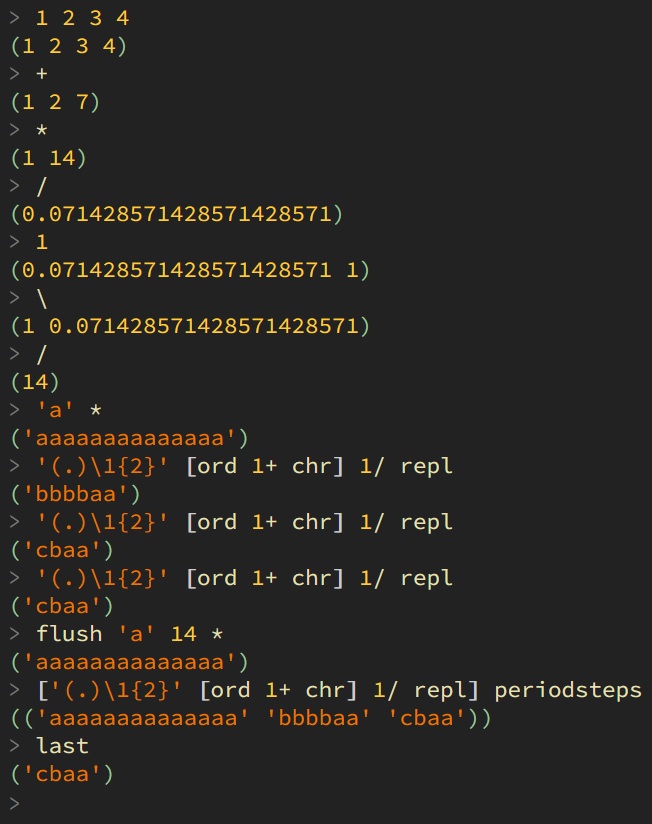 > 1 2 3 4
(1 2 3 4)
> +
(1 2 7)
> *
(1 14)
> /
(0.071428571428571428571)
> 1
(0.071428571428571428571 1)
> \
(1 0.071428571428571428571)
> /
(14)
> 'a' *
('aaaaaaaaaaaaaa')
> '(.)\1{2}' [ord 1+ chr] 1/ repl
('bbbbaa')
> '(.)\1{2}' [ord 1+ chr] 1/ repl
('cbaa')
> '(.)\1{2}' [ord 1+ chr] 1/ repl
('cbaa')
> flush 'a' 14 *
('aaaaaaaaaaaaaa')
> ['(.)\1{2}' [ord 1+ chr] 1/ repl] periodsteps
(('aaaaaaaaaaaaaa' 'bbbbaa' 'cbaa'))
> last
('cbaa')
>